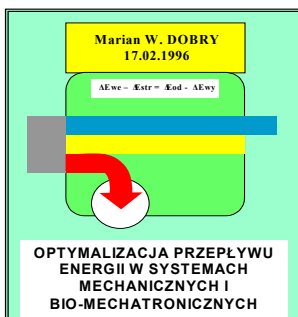 Marian W. DOBRY
17.02.1996
ΔEwe – Æstr = Æod - ΔEwy
OPTYMALIZACJA PRZEPŁYWU
ENERGII W SYSTEMACH
MECHANICZNYCH I
BIO-MECHATRONICZNYCH